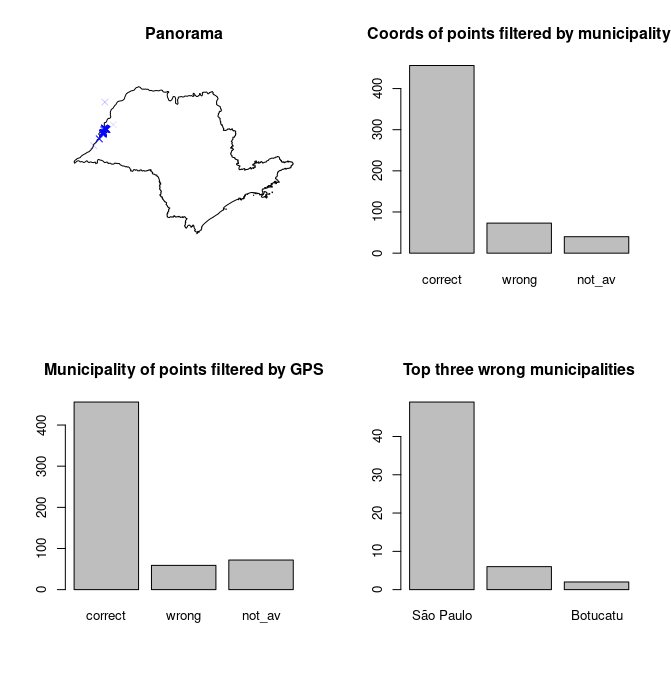 Panorama
Coords of points filtered by municipality
400
300
200
100
0
correct wrong not_av
Municipality of points filtered by GPS
400
300
200
100
0
correct wrong not_av
Top three wrong municipalities
40
30
20
10
0
São Paulo Botucatu